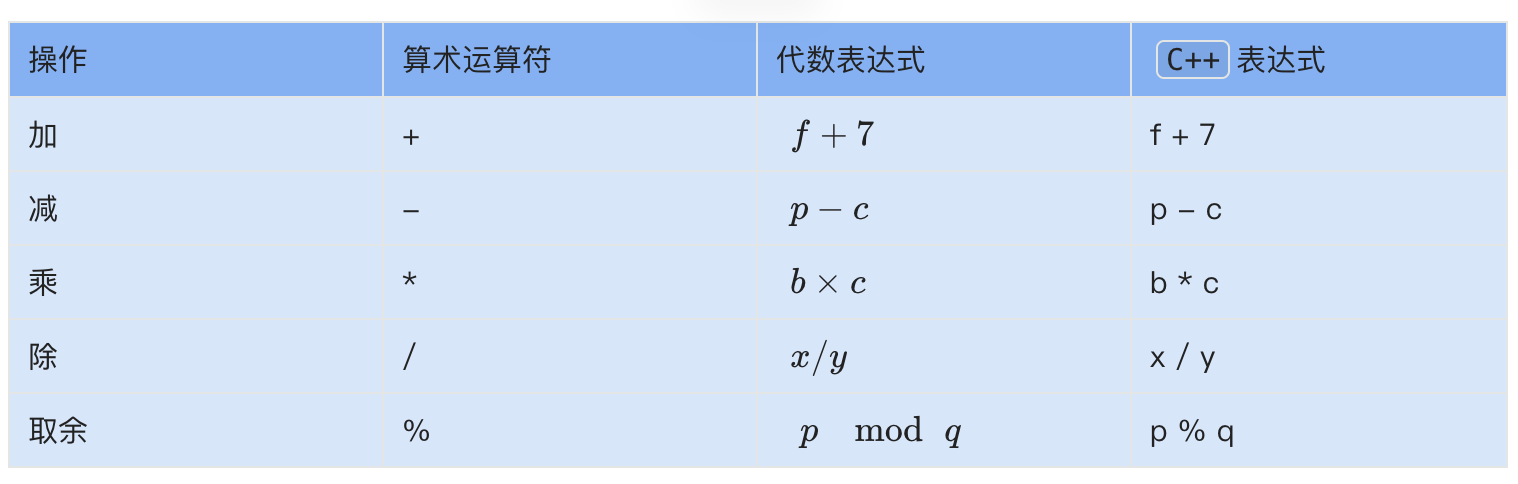 操作 算术运算符 代数表达式 C++ 表达式
加 + f + 7 f + 7
减 – p − c p – c
乘 * b × c b * c
除 / x/y x / y
取余 % p mod q p % q